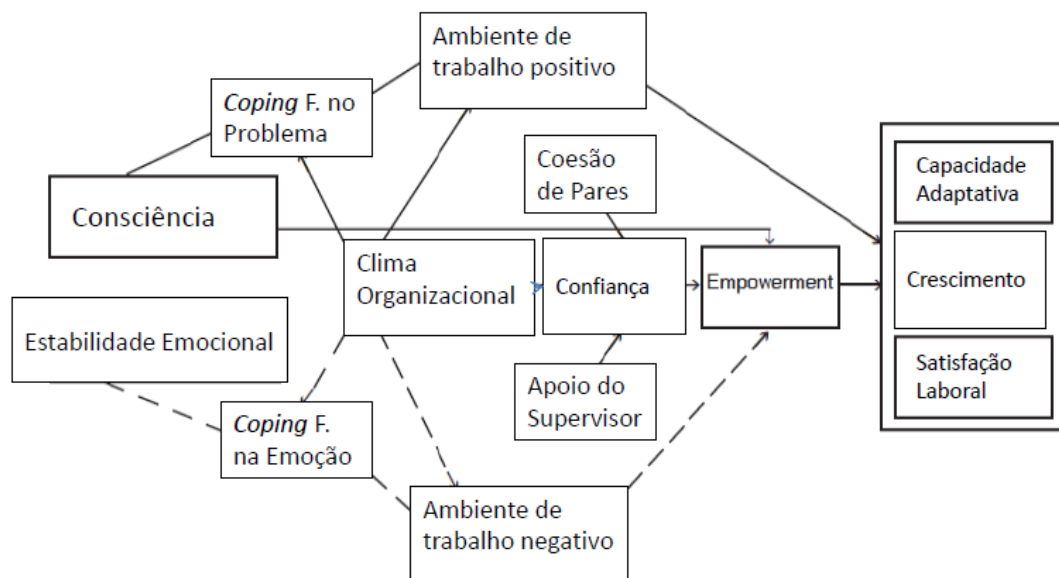 Ambiente de
trabalho positivo
Coping F. no
Problema
Coesão
de Pares
Capacidade
Adaptativa
Consciência
Clima
Organizacional
Confiança
Empowerment
Crescimento
Estabilidade Emocional
Apoio do
Supervisor
Satisfação
Laboral
Coping F.
na Emoção
Ambiente de
trabalho negativo